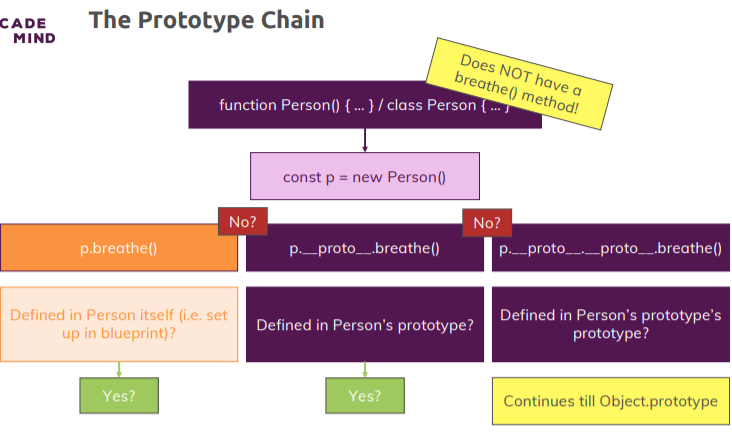 CADE
MIND
The Prototype Chain
Does NOT have a
breathe() method!
function Person() { ... } / class Person { ... }
const p = new Person()
No?
No?
p.breathe()
p.__proto__.breathe()
p.__proto__.__proto__.breathe()
Defined in Person itself (i.e. set
up in blueprint)?
Defined in Person's prototype?
Defined in Person's prototype's
prototype?
Yes?
Yes?
Continues till Object.prototype